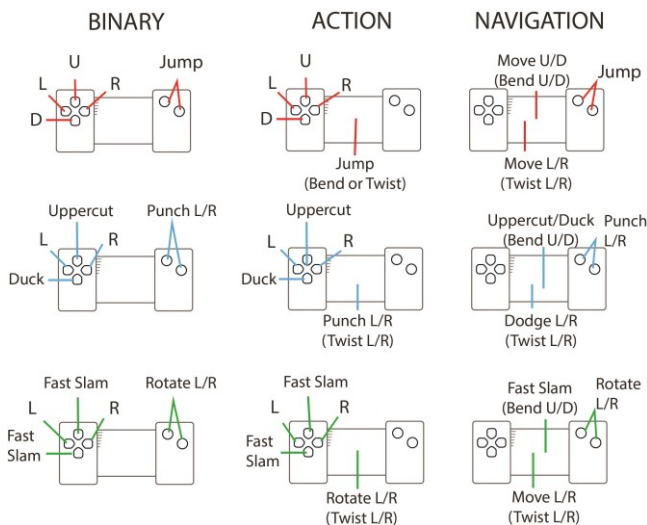 BINARY
ACTION
NAVIGATION
U
Jump
L
R
D
U
L
R
D
Jump
(Bend or Twist)
Move U/D
(Bend U/D)
Jump
Move L/R
(Twist L/R)
Uppercut
Punch L/R
L
R
Duck
Uppercut
L
R
Duck
Punch L/R
(Twist L/R)
Uppercut/Duck
(Bend U/D)
Punch
L/R
Dodge L/R
(Twist L/R)
Fast Slam
Rotate L/R
L
R
Fast
Slam
Fast Slam
L
R
Fast
Slam
Rotate L/R
(Twist L/R)
Fast Slam
(Bend U/D)
Rotate
L/R
Move L/R
(Twist L/R)